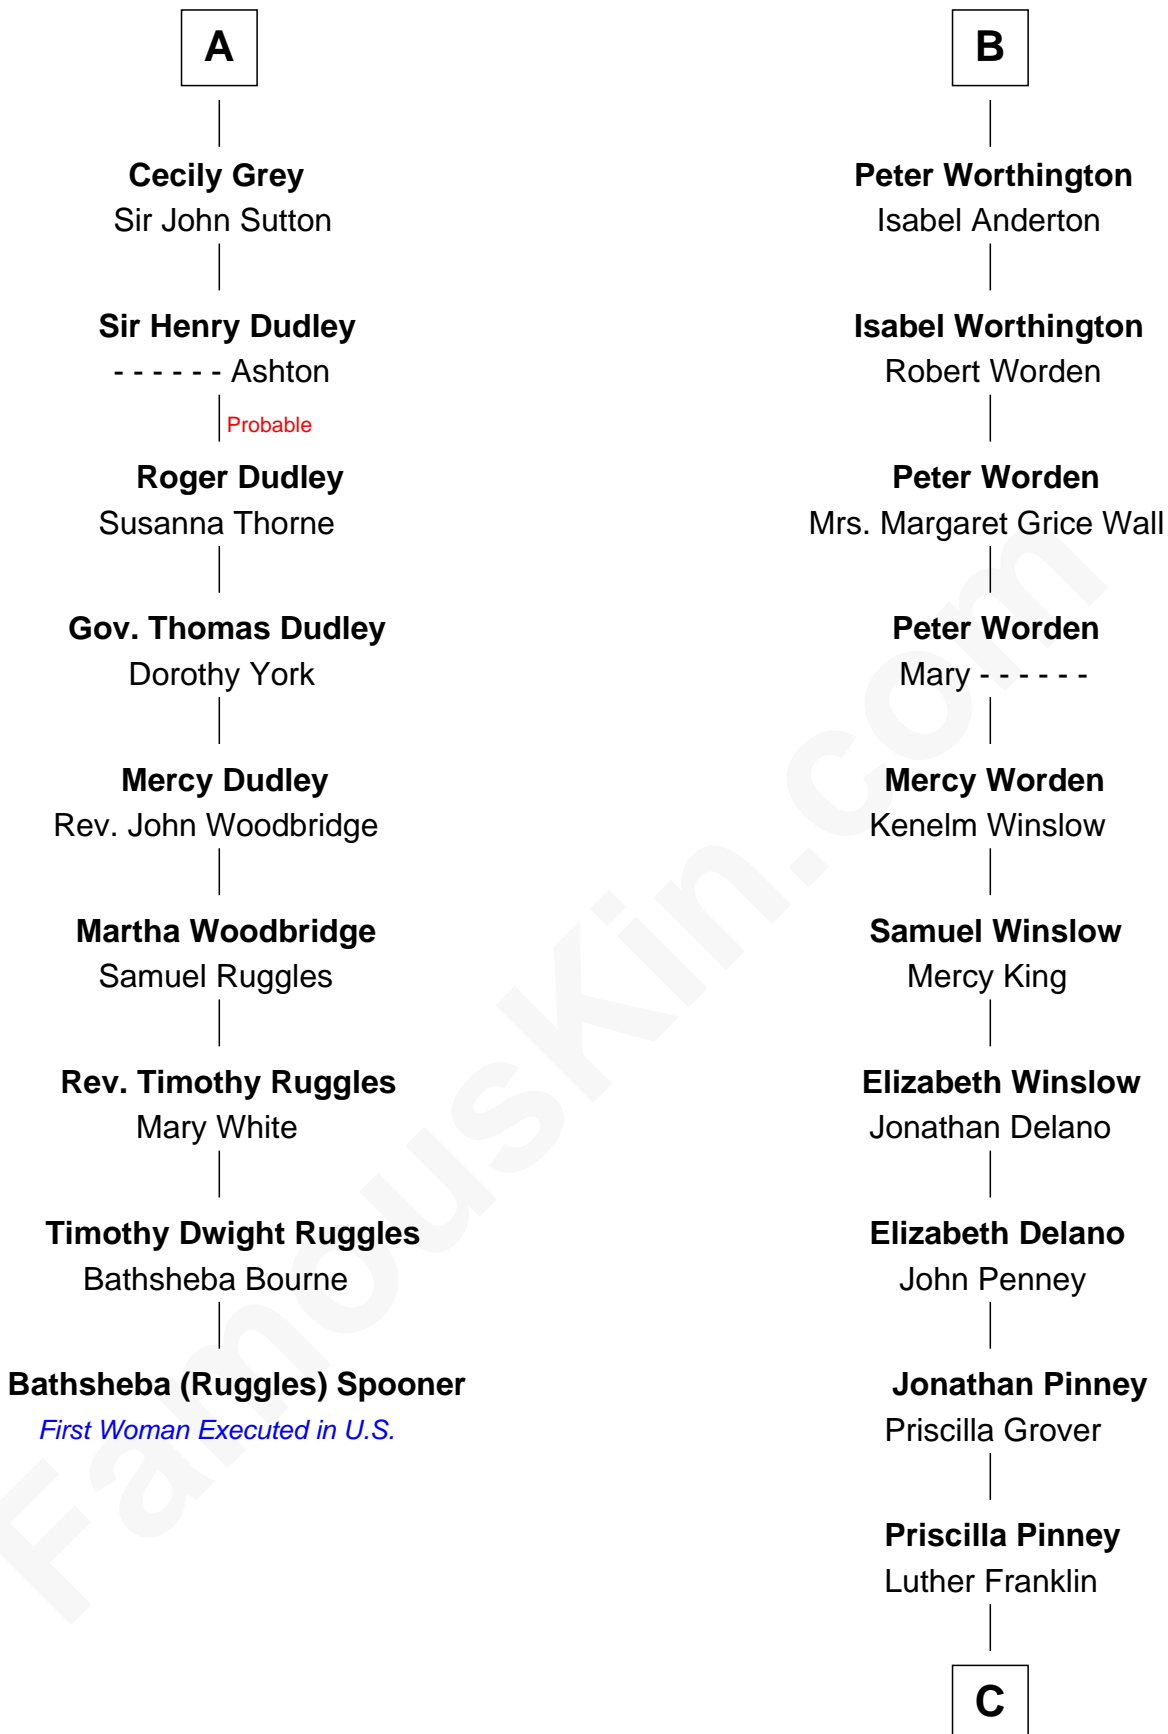 A
Cecily Grey
Sir John Sutton
Sir Henry Dudley
- - - - - - Ashton
Probable
Roger Dudley
Susanna Thorne
Gov. Thomas Dudley
Dorothy York
Mercy Dudley
Rev. John Woodbridge
Martha Woodbridge
Samuel Ruggles
Rev. Timothy Ruggles
Mary White
Timothy Dwight Ruggles
Bathsheba Bourne
Bathsheba (Ruggles) Spooner
First Woman Executed in U.S.
B
Peter Worthington
Isabel Anderton
Isabel Worthington
Robert Worden
Peter Worden
Mrs. Margaret Grice Wall
Peter Worden
Mary - - - - - -
Mercy Worden
Kenelm Winslow
Samuel Winslow
Mercy King
Elizabeth Winslow
Jonathan Delano
Elizabeth Delano
John Penney
Jonathan Pinney
Priscilla Grover
Priscilla Pinney
Luther Franklin
C
FamousKin.com